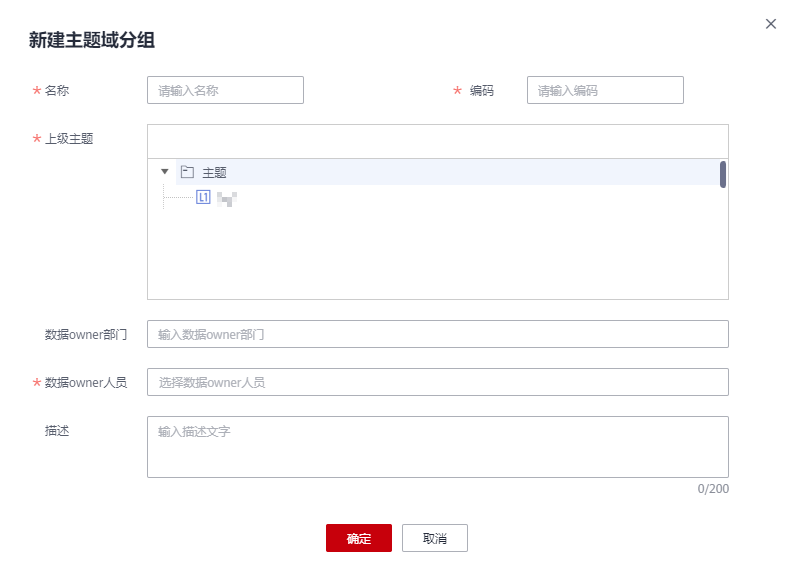 新建主题域分组
* 名称 请输入名称 * 编码 请输入编码
* 上级主题
主题
L1
数据owner部门 输入数据owner部门
* 数据owner人员 选择数据owner人员
描述 输入描述文字
0/200
确定 取消